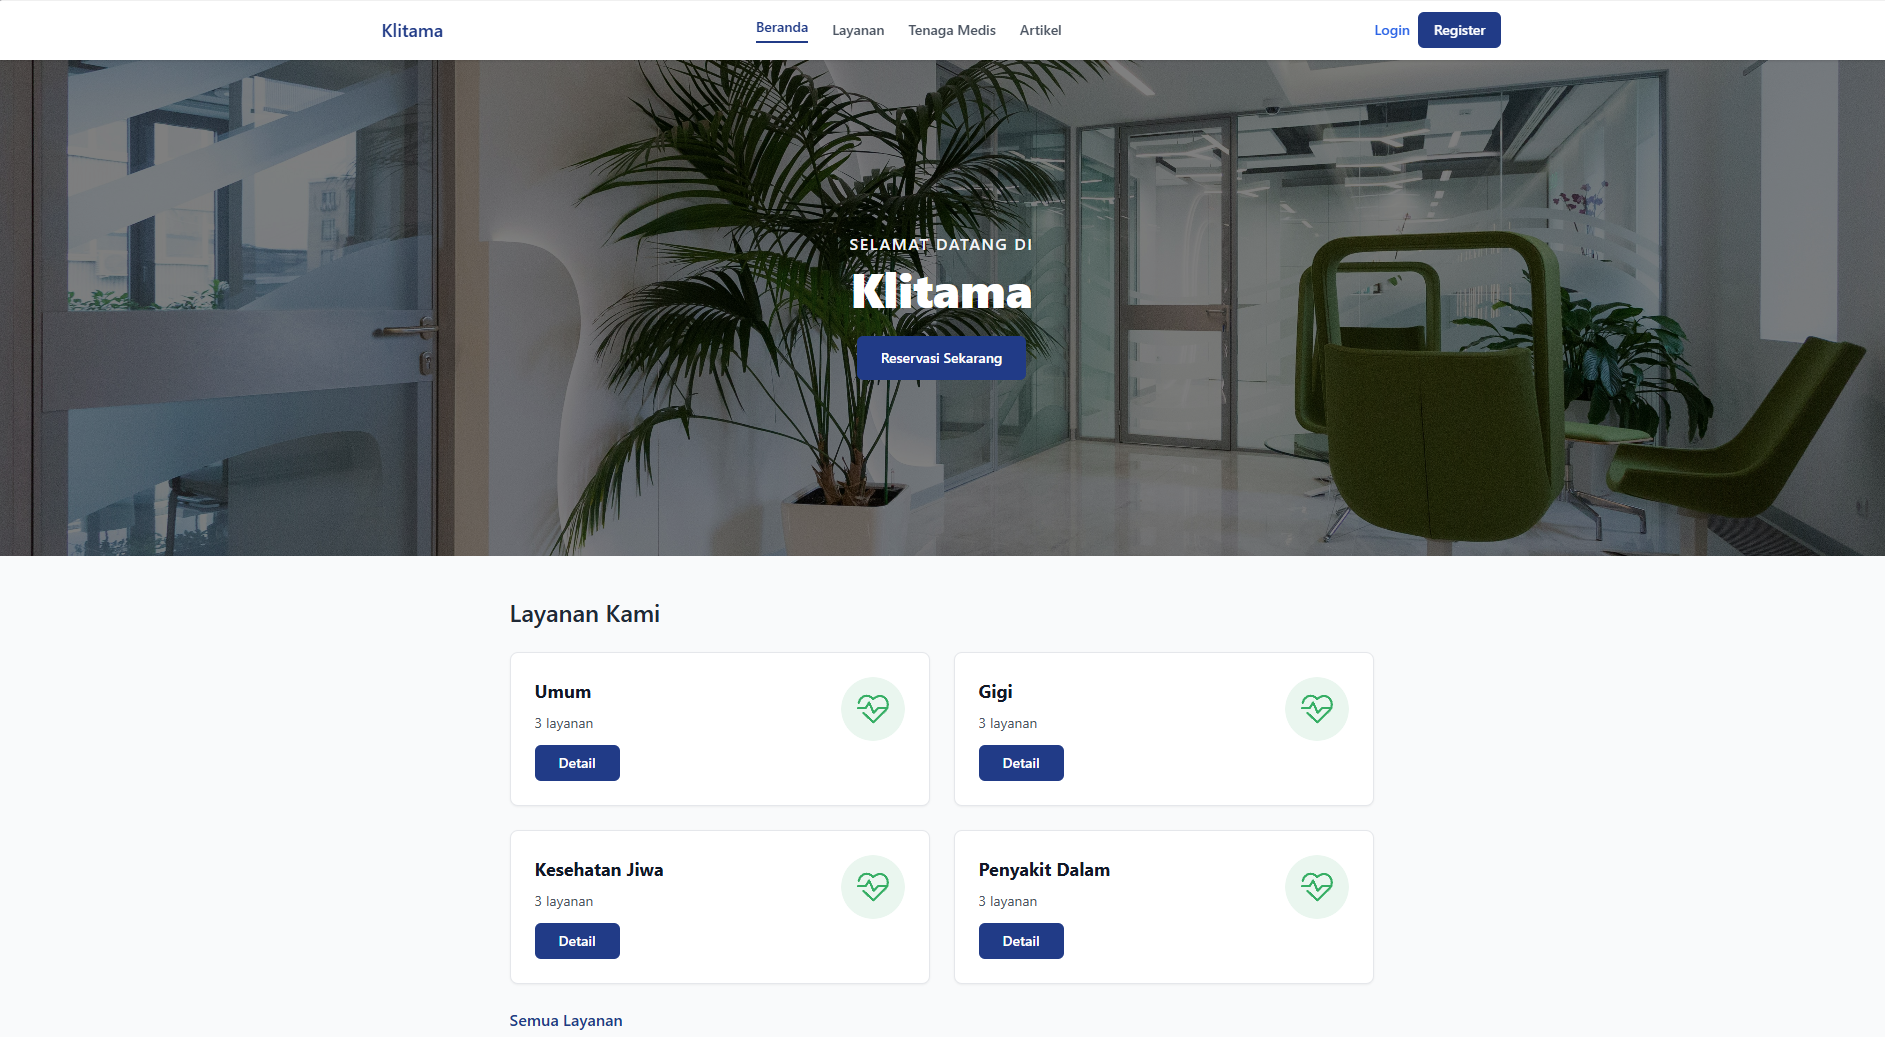 Klitama
Beranda
Layanan
Tenaga Medis
Artikel
Login
Register
SELAMAT DATANG DI
Klitama
Reservasi Sekarang
Layanan Kami
Umum
3 layanan
Detail
Gigi
3 layanan
Detail
Kesehatan Jiwa
3 layanan
Detail
Penyakit Dalam
3 layanan
Detail
Semua Layanan